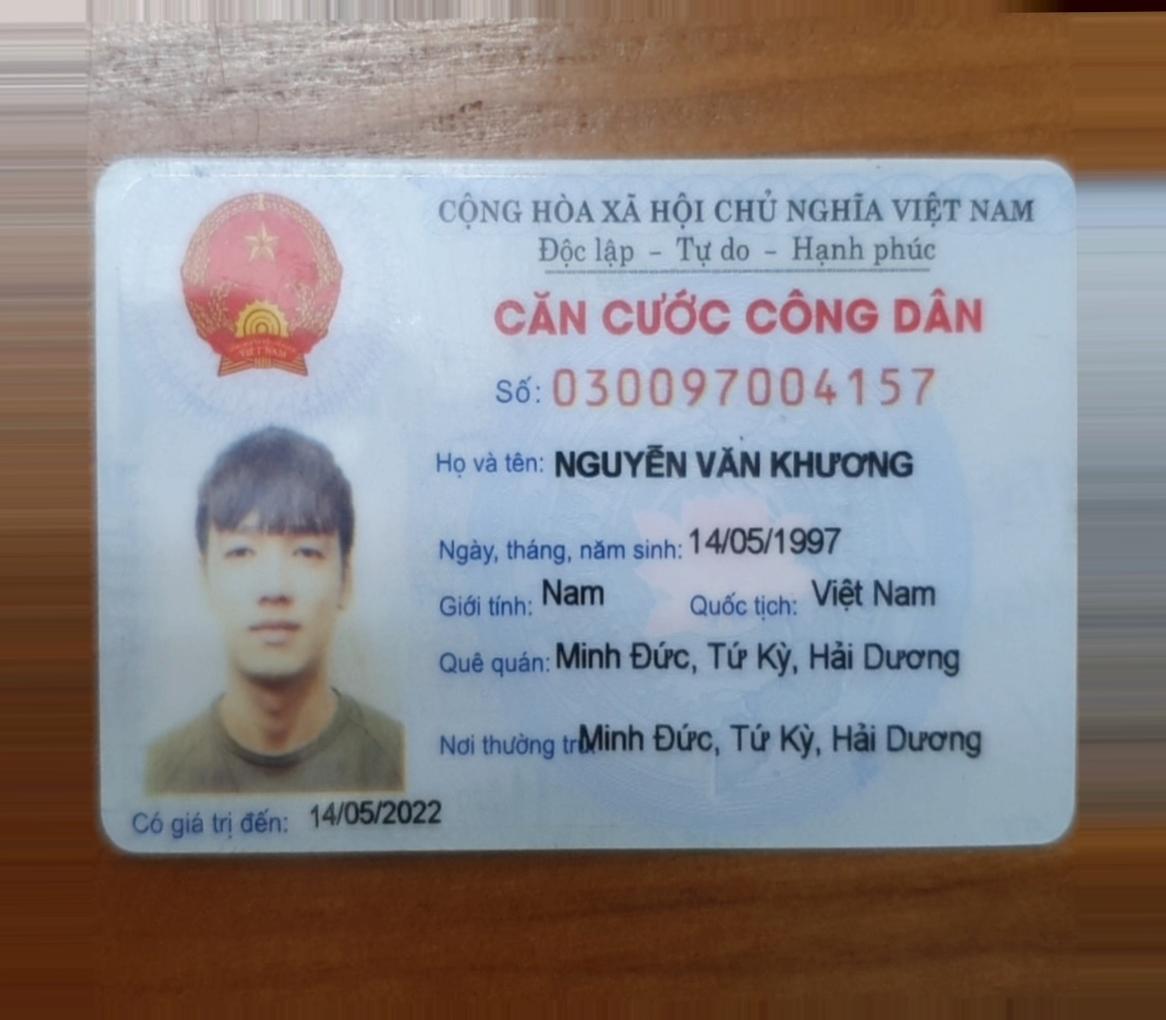 CỘNG HÒA XÃ HỘI CHỦ NGHĨA VIỆT NAM
Độc lập – Tự do – Hạnh phúc
CĂN CƯỚC CÔNG DÂN
Số: 030097004157
Họ và tên: NGUYỄN VĂN KHƯƠNG
Ngày, tháng, năm sinh: 14/05/1997
Giới tính: Nam Quốc tịch: Việt Nam
Quê quán: Minh Đức, Tứ Kỳ, Hải Dương
Nơi thường trú: Minh Đức, Tứ Kỳ, Hải Dương
Có giá trị đến: 14/05/2022
VIỆT NAM